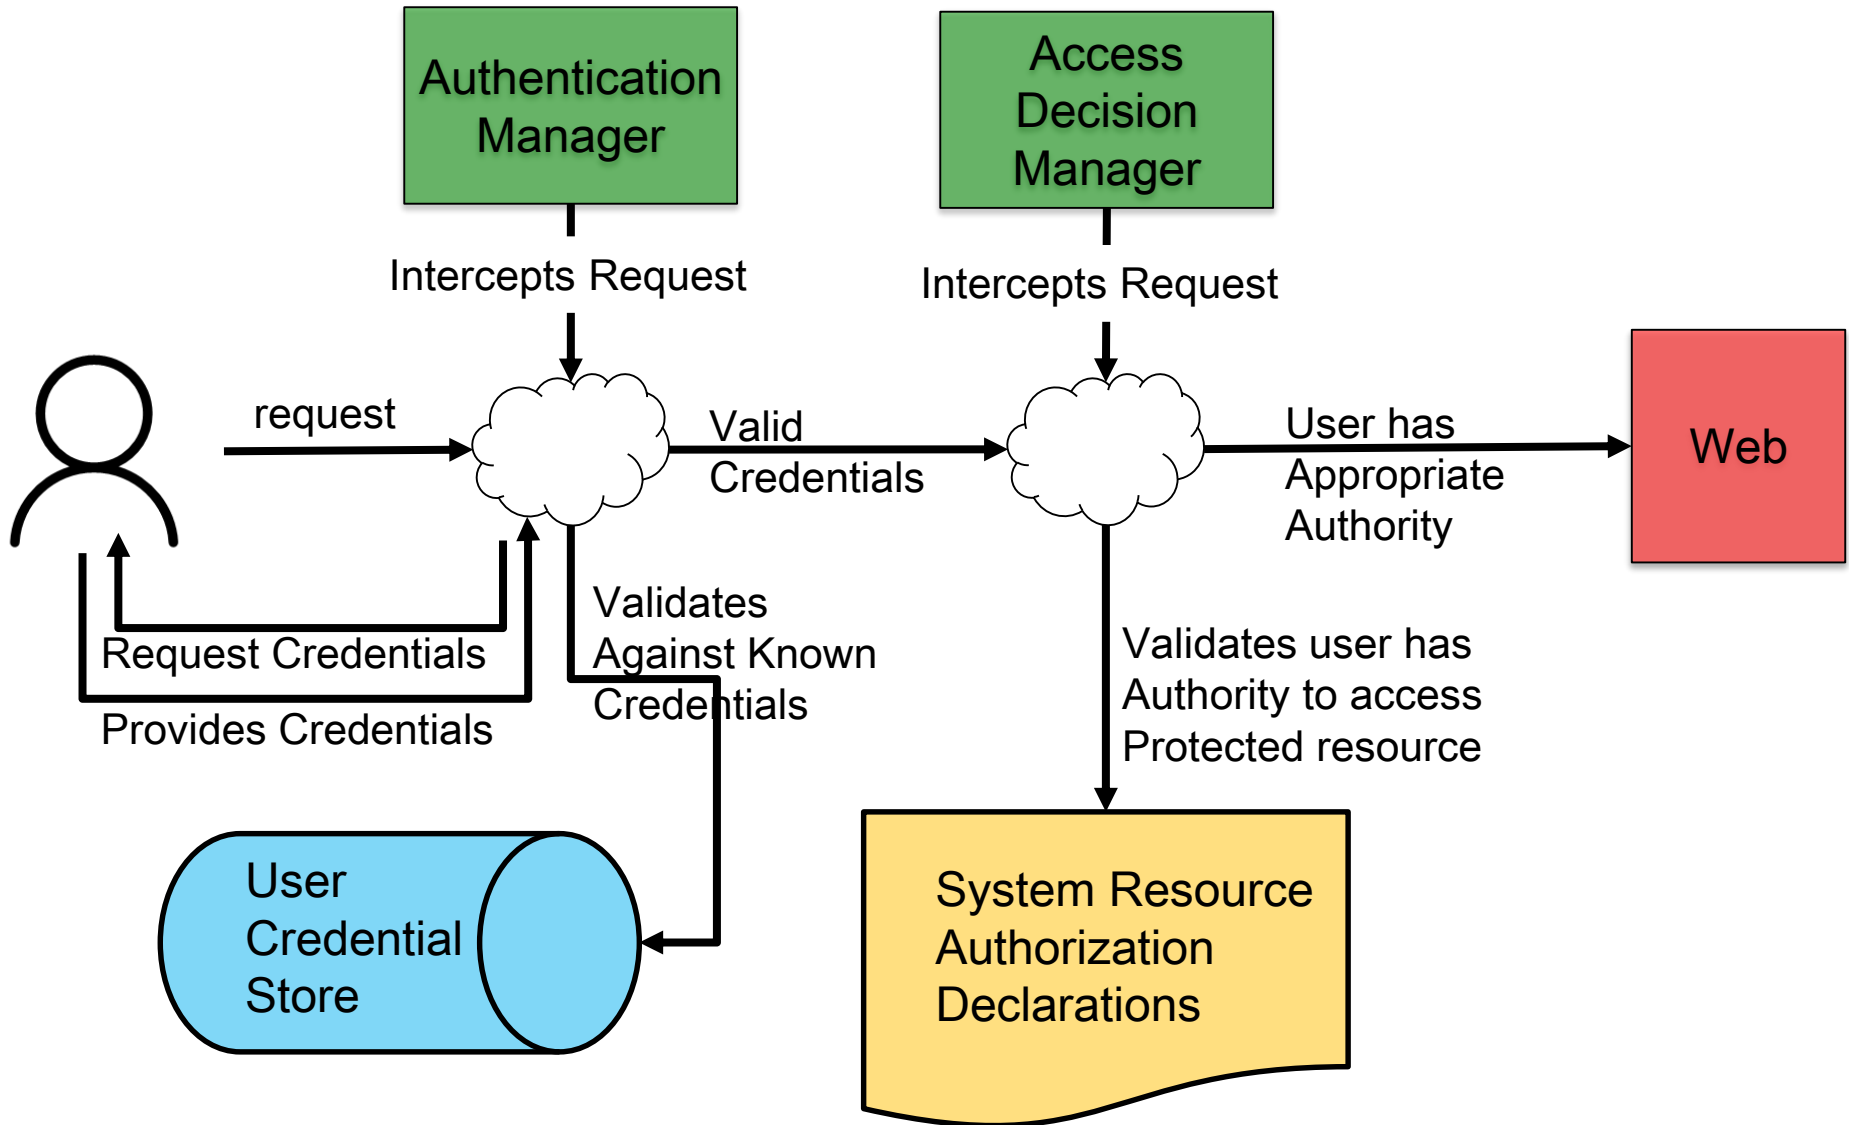 Authentication
Manager
Access
Decision
Manager
Intercepts Request
Intercepts Request
request
Valid
Credentials
User has
Appropriate
Authority
Web
Request Credentials
Provides Credentials
Validates
Against Known
Credentials
Validates user has
Authority to access
Protected resource
User
Credential
Store
System Resource
Authorization
Declarations